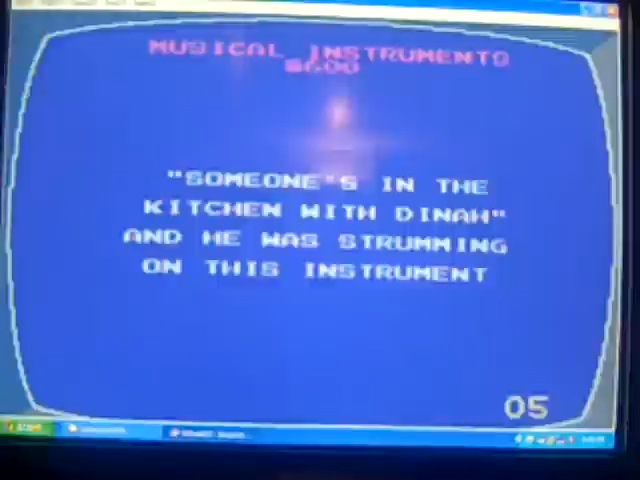 MUSICAL INSTRUMENTS
$600
"SOMEONE'S IN THE
KITCHEN WITH DINAH"
AND HE WAS STRUMMING
ON THIS INSTRUMENT
05